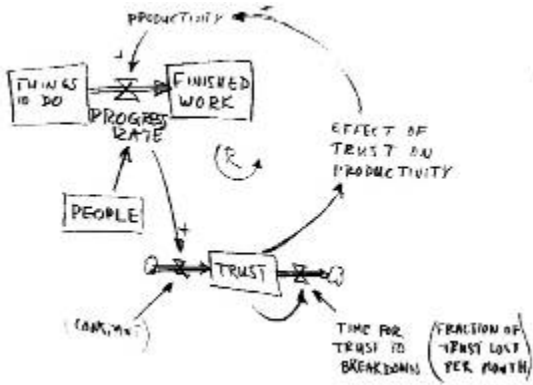 PRODUCTIVITY
+
+
THINGS
TO DO
FINISHED
WORK
PROGRESS
RATE
EFFECT OF
TRUST ON
PRODUCTIVITY
R
PEOPLE
+
TRUST
TIME FOR
TRUST TO
BREAKDOWN
(FRACTION OF
TRUST LOST
PER MONTH)